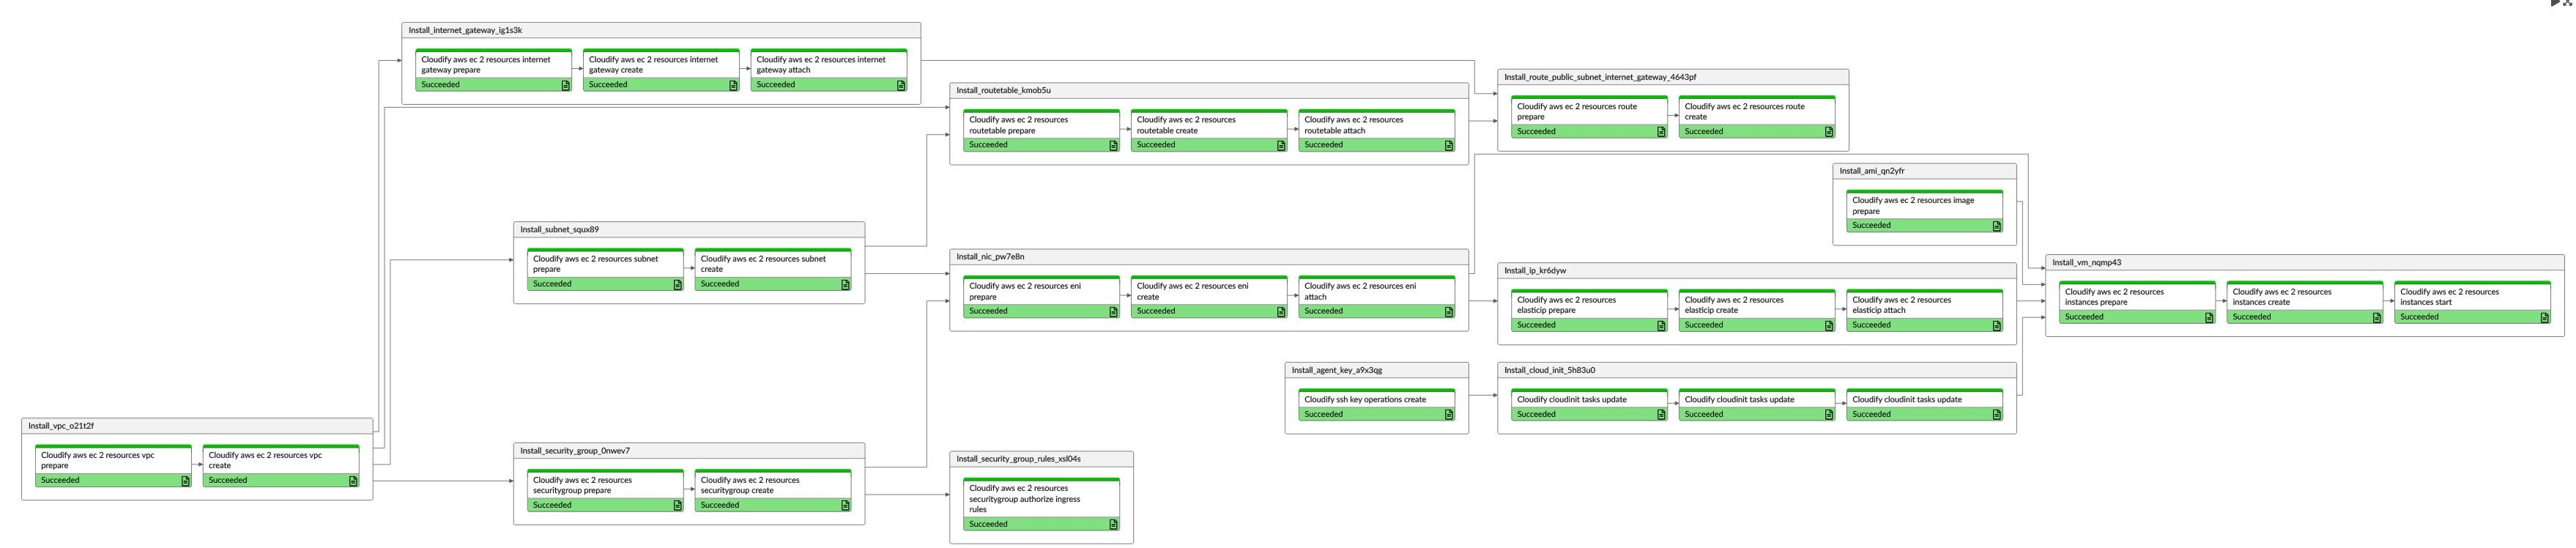 Install_internet_gateway_ig1s3k
Cloudify aws ec 2 resources internet
gateway prepare
Succeeded
Cloudify aws ec 2 resources internet
gateway create
Succeeded
Cloudify aws ec 2 resources internet
gateway attach
Succeeded
Install_route_public_subnet_internet_gateway_4643pf
Cloudify aws ec 2 resources route
prepare
Succeeded
Cloudify aws ec 2 resources route
create
Succeeded
Install_routetable_kmob5u
Cloudify aws ec 2 resources
routetable prepare
Succeeded
Cloudify aws ec 2 resources
routetable create
Succeeded
Cloudify aws ec 2 resources
routetable attach
Succeeded
Install_ami_qn2yfr
Cloudify aws ec 2 resources image
prepare
Succeeded
Install_subnet_squx89
Cloudify aws ec 2 resources subnet
prepare
Succeeded
Cloudify aws ec 2 resources subnet
create
Succeeded
Install_nic_pw7e8n
Cloudify aws ec 2 resources eni
prepare
Succeeded
Cloudify aws ec 2 resources eni
create
Succeeded
Cloudify aws ec 2 resources eni
attach
Succeeded
Install_ip_kr6dyw
Cloudify aws ec 2 resources
elasticip prepare
Succeeded
Cloudify aws ec 2 resources
elasticip create
Succeeded
Cloudify aws ec 2 resources
elasticip attach
Succeeded
Install_vm_nqmp43
Cloudify aws ec 2 resources
instances prepare
Succeeded
Cloudify aws ec 2 resources
instances create
Succeeded
Cloudify aws ec 2 resources
instances start
Succeeded
Install_agent_key_a9x3qg
Cloudify ssh key operations create
Succeeded
Install_cloud_init_5h83u0
Cloudify cloudinit tasks update
Succeeded
Cloudify cloudinit tasks update
Succeeded
Cloudify cloudinit tasks update
Succeeded
Install_vpc_o21t2f
Cloudify aws ec 2 resources vpc
prepare
Succeeded
Cloudify aws ec 2 resources vpc
create
Succeeded
Install_security_group_0nwev7
Cloudify aws ec 2 resources
securitygroup prepare
Succeeded
Cloudify aws ec 2 resources
securitygroup create
Succeeded
Install_security_group_rules_xsl04s
Cloudify aws ec 2 resources
securitygroup authorize ingress
rules
Succeeded